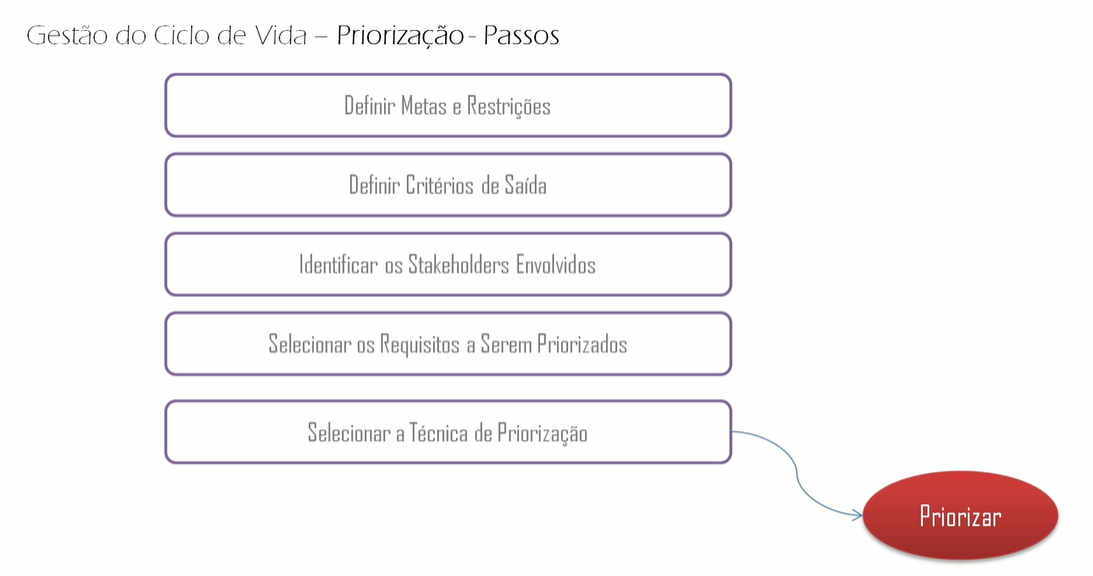 Gestão do Ciclo de Vida – Priorização - Passos
Definir Metas e Restrições
Definir Critérios de Saída
Identificar os Stakeholders Envolvidos
Selecionar os Requisitos a Serem Priorizados
Selecionar a Técnica de Priorização
Priorizar